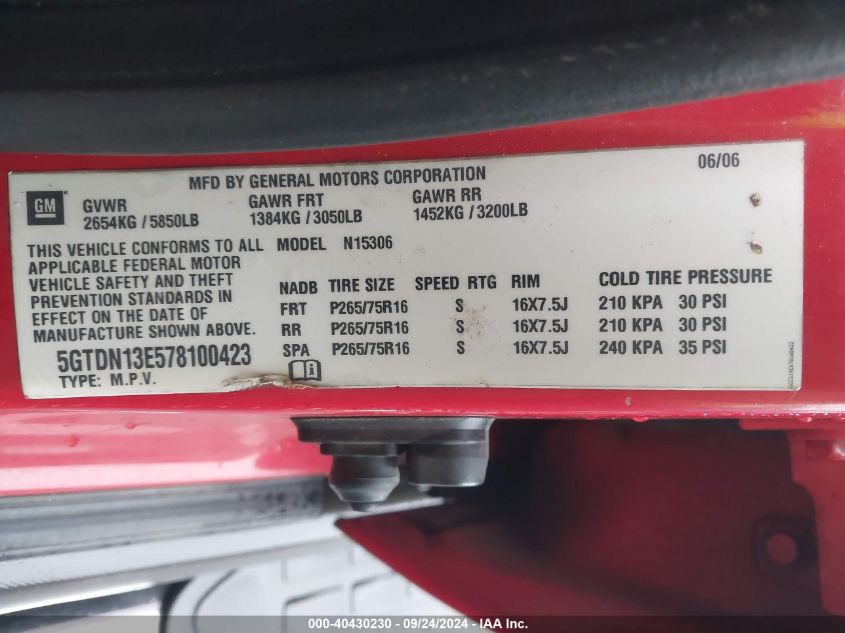 MFD BY GENERAL MOTORS CORPORATION 06/06
GM
GVWR GAWR FRT GAWR RR
2654KG / 5850LB 1384KG / 3050LB 1452KG / 3200LB
THIS VEHICLE CONFORMS TO ALL MODEL N15306
APPLICABLE FEDERAL MOTOR
VEHICLE SAFETY AND THEFT
PREVENTION STANDARDS IN
EFFECT ON THE DATE OF
MANUFACTURE SHOWN ABOVE.
NADB TIRE SIZE SPEED RTG RIM COLD TIRE PRESSURE
FRT P265/75R16 S 16X7.5J 210 KPA 30 PSI
RR P265/75R16 S 16X7.5J 210 KPA 30 PSI
SPA P265/75R16 S 16X7.5J 240 KPA 35 PSI
5GTDN13E578100423
TYPE: M.P.V.
000-40430230 - 09/24/2024 - IAA Inc.